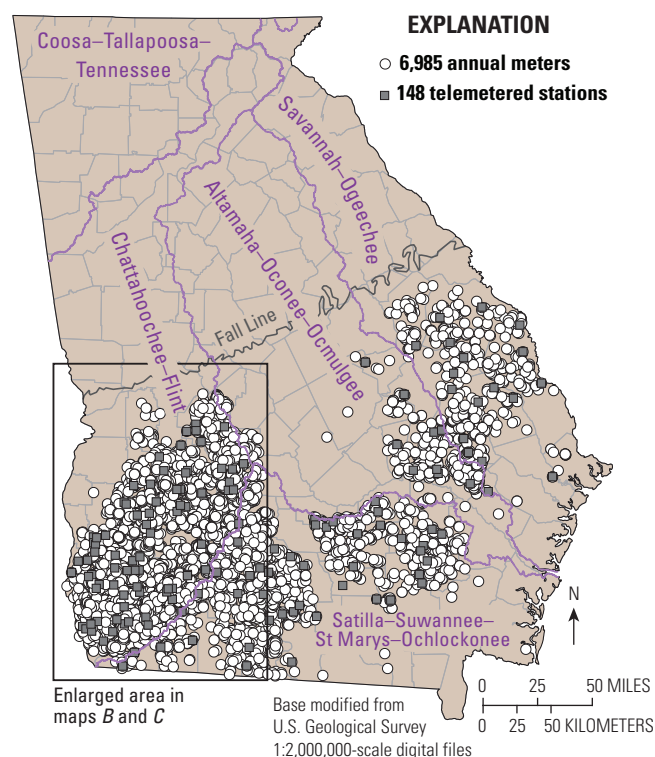 EXPLANATION
6,985 annual meters
148 telemetered stations
Coosa–Tallapoosa–
Tennessee
Savannah–Ogeechee
Altamaha–Oconee–Ocmulgee
Chattahoochee–Flint
Fall Line
Satilla–Suwannee–
St Marys–Ochlockonee
N
Enlarged area in
maps B and C
Base modified from
U.S. Geological Survey
1:2,000,000-scale digital files
0 25 50 MILES
0 25 50 KILOMETERS